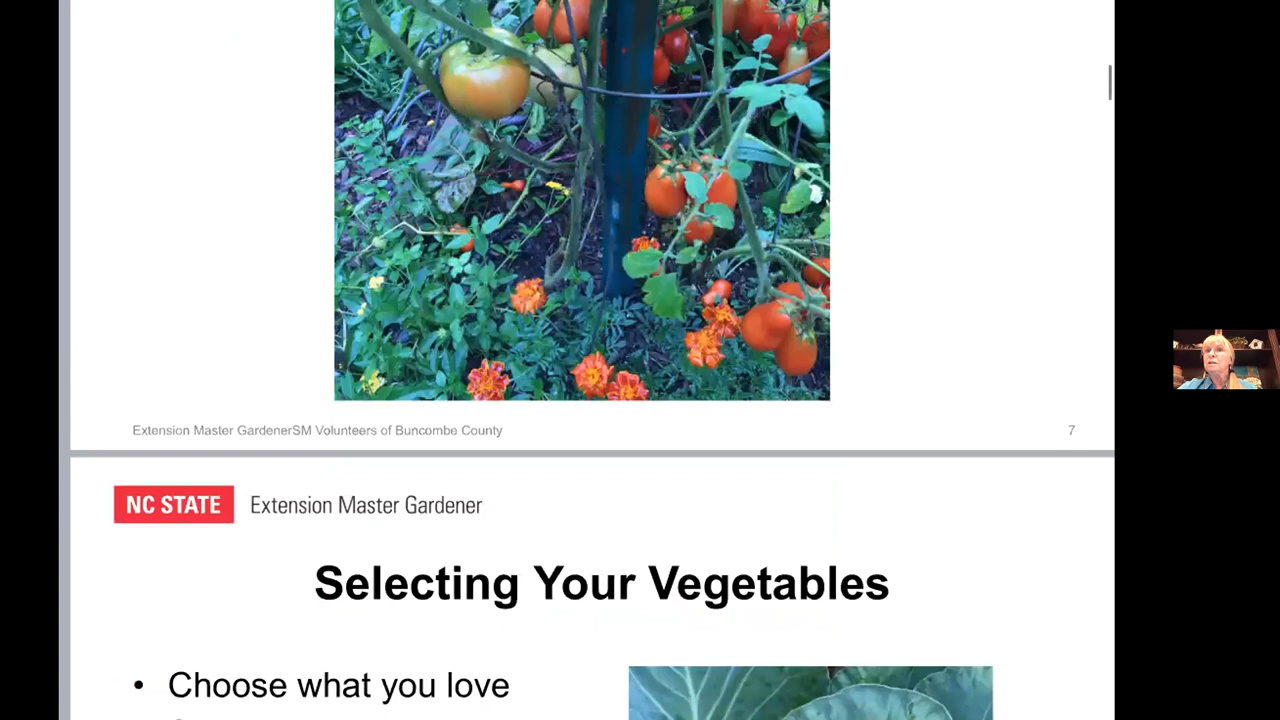 Extension Master GardenerSM Volunteers of Buncombe County
7
NC STATE Extension Master Gardener
Selecting Your Vegetables
• Choose what you love